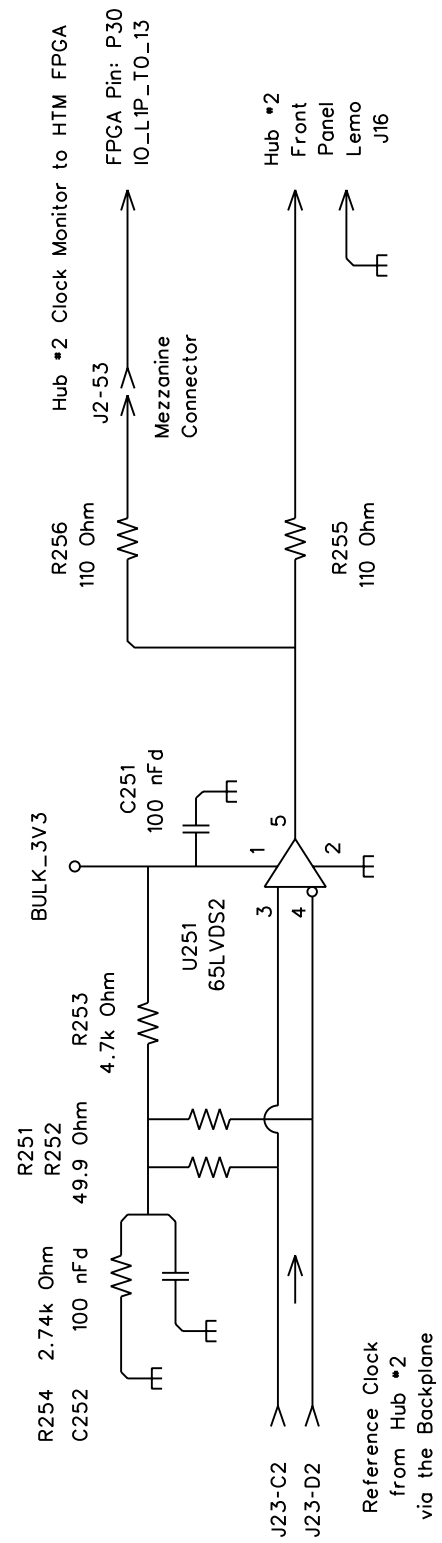 Hub #2 Clock Monitor to HTM FPGA
FPGA Pin: P30
IO_L1P_T0_13
J2-53
Mezzanine
Connector
R256
110 Ohm
Hub #2
Front
Panel
Lemo
J16
R255
110 Ohm
BULK_3V3
C251
100 nFd
U251
65LVDS2
1
5
2
3
4
R253
4.7k Ohm
R251
R252
49.9 Ohm
R254 2.74k Ohm
C252 100 nFd
J23-C2
J23-D2
Reference Clock
from Hub #2
via the Backplane